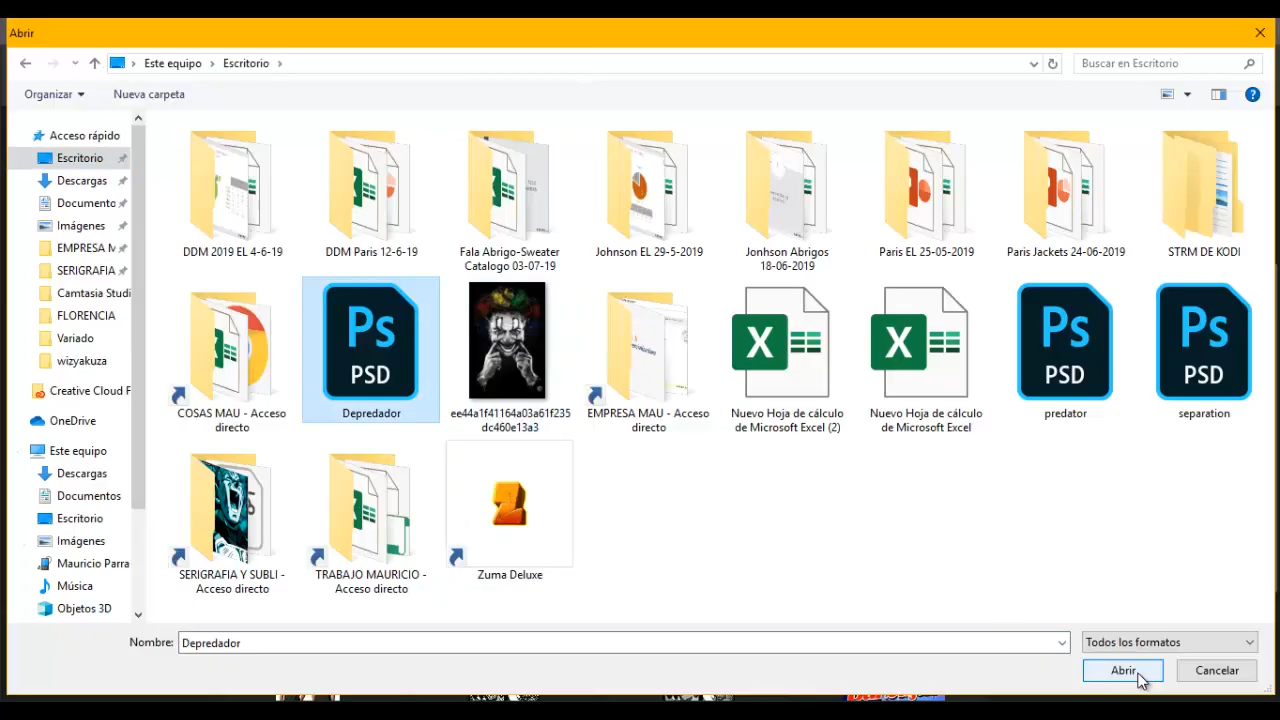 Abrir
Este equipo
Escritorio
Buscar en Escritorio
Organizar
Nueva carpeta
Acceso rápido
Escritorio
Descargas
Documento
Imágenes
EMPRESA M
SERIGRAFIA
Camtasia Studi
FLORENCIA
Variado
wizyakuza
Creative Cloud F
OneDrive
Este equipo
Descargas
Documentos
Escritorio
Imágenes
Mauricio Parra
Música
Objetos 3D
DDM 2019 EL 4-6-19
DDM Paris 12-6-19
Fala Abrigo-Sweater
Catalogo 03-07-19
Johnson EL 29-5-2019
Jonhson Abrigos
18-06-2019
Paris EL 25-05-2019
Paris Jackets 24-06-2019
STRM DE KODI
COSAS MAU - Acceso
directo
Ps
PSD
Depredador
ee44a1f41164a03a61f235
dc460e13a3
EMPRESA MAU - Acceso
directo
X
Nuevo Hoja de cálculo
de Microsoft Excel (2)
X
Nuevo Hoja de cálculo
de Microsoft Excel
Ps
PSD
predator
Ps
PSD
separation
SERIGRAFIA Y SUBLI -
Acceso directo
TRABAJO MAURICIO -
Acceso directo
Zuma Deluxe
Nombre:
Depredador
Todos los formatos
Abrir
Cancelar